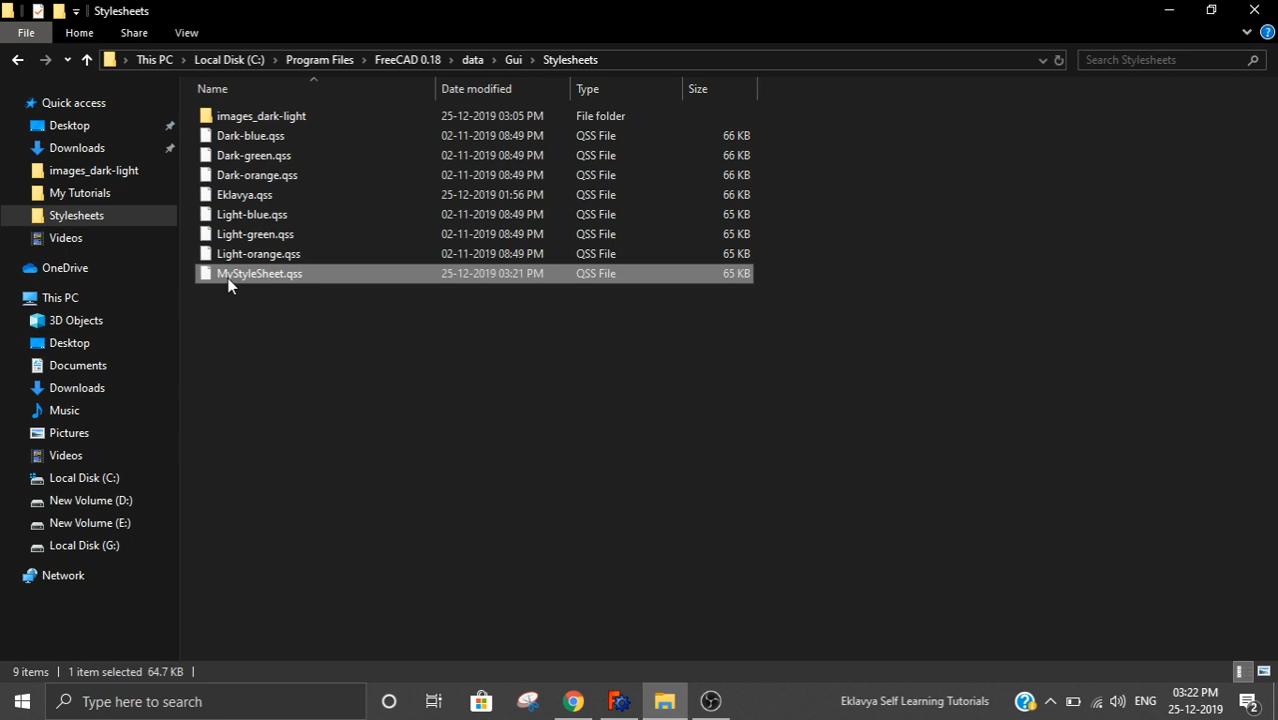 Stylesheets
File Home Share View
This PC Local Disk (C:) Program Files FreeCAD 0.18 data Gui Stylesheets Search Stylesheets
Name Date modified Type Size
Quick access
Desktop
Downloads
images_dark-light
My Tutorials
Stylesheets
Videos
OneDrive
This PC
3D Objects
Desktop
Documents
Downloads
Music
Pictures
Videos
Local Disk (C:)
New Volume (D:)
New Volume (E:)
Local Disk (G:)
Network
images_dark-light 25-12-2019 03:05 PM File folder
Dark-blue.qss 02-11-2019 08:49 PM QSS File 66 KB
Dark-green.qss 02-11-2019 08:49 PM QSS File 66 KB
Dark-orange.qss 02-11-2019 08:49 PM QSS File 66 KB
Eklavya.qss 25-12-2019 01:56 PM QSS File 66 KB
Light-blue.qss 02-11-2019 08:49 PM QSS File 65 KB
Light-green.qss 02-11-2019 08:49 PM QSS File 65 KB
Light-orange.qss 02-11-2019 08:49 PM QSS File 65 KB
MyStyleSheet.qss 25-12-2019 03:21 PM QSS File 65 KB
9 items 1 item selected 64.7 KB
Type here to search
Eklavya Self Learning Tutorials
ENG
03:22 PM
25-12-2019
2